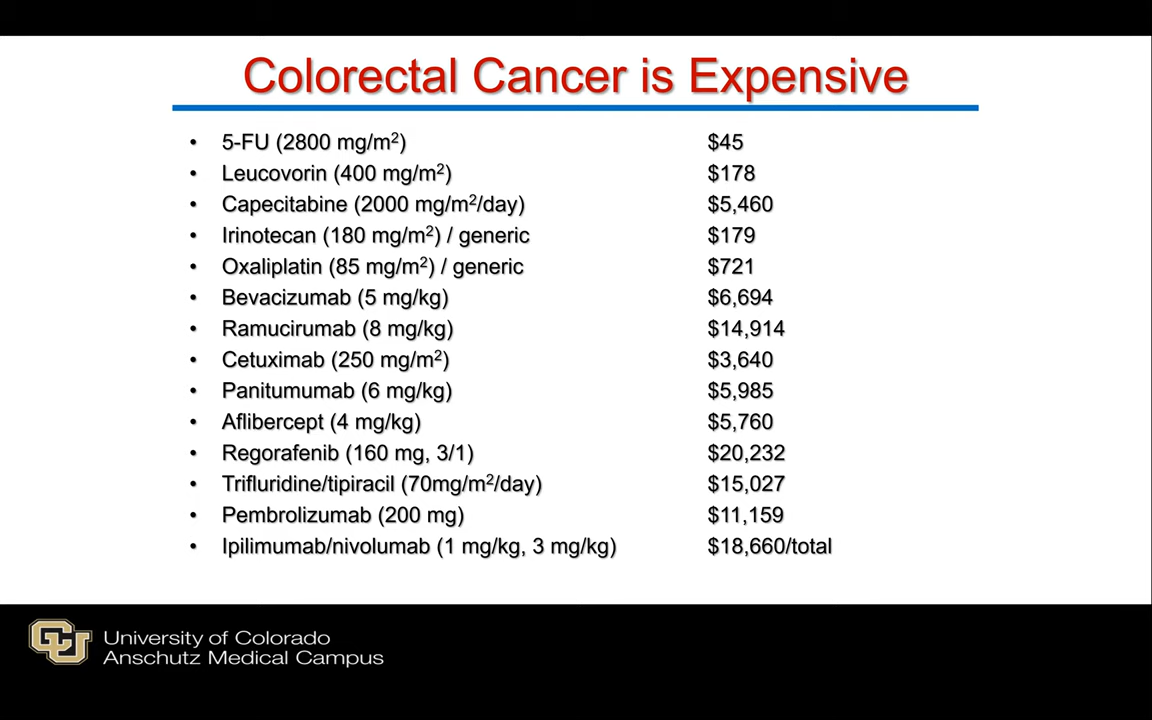 Colorectal Cancer is Expensive
• 5-FU (2800 mg/m²) $45
• Leucovorin (400 mg/m²) $178
• Capecitabine (2000 mg/m²/day) $5,460
• Irinotecan (180 mg/m²) / generic $179
• Oxaliplatin (85 mg/m²) / generic $721
• Bevacizumab (5 mg/kg) $6,694
• Ramucirumab (8 mg/kg) $14,914
• Cetuximab (250 mg/m²) $3,640
• Panitumumab (6 mg/kg) $5,985
• Aflibercept (4 mg/kg) $5,760
• Regorafenib (160 mg, 3/1) $20,232
• Trifluridine/tipiracil (70mg/m²/day) $15,027
• Pembrolizumab (200 mg) $11,159
• Ipilimumab/nivolumab (1 mg/kg, 3 mg/kg) $18,660/total
CU University of Colorado
Anschutz Medical Campus